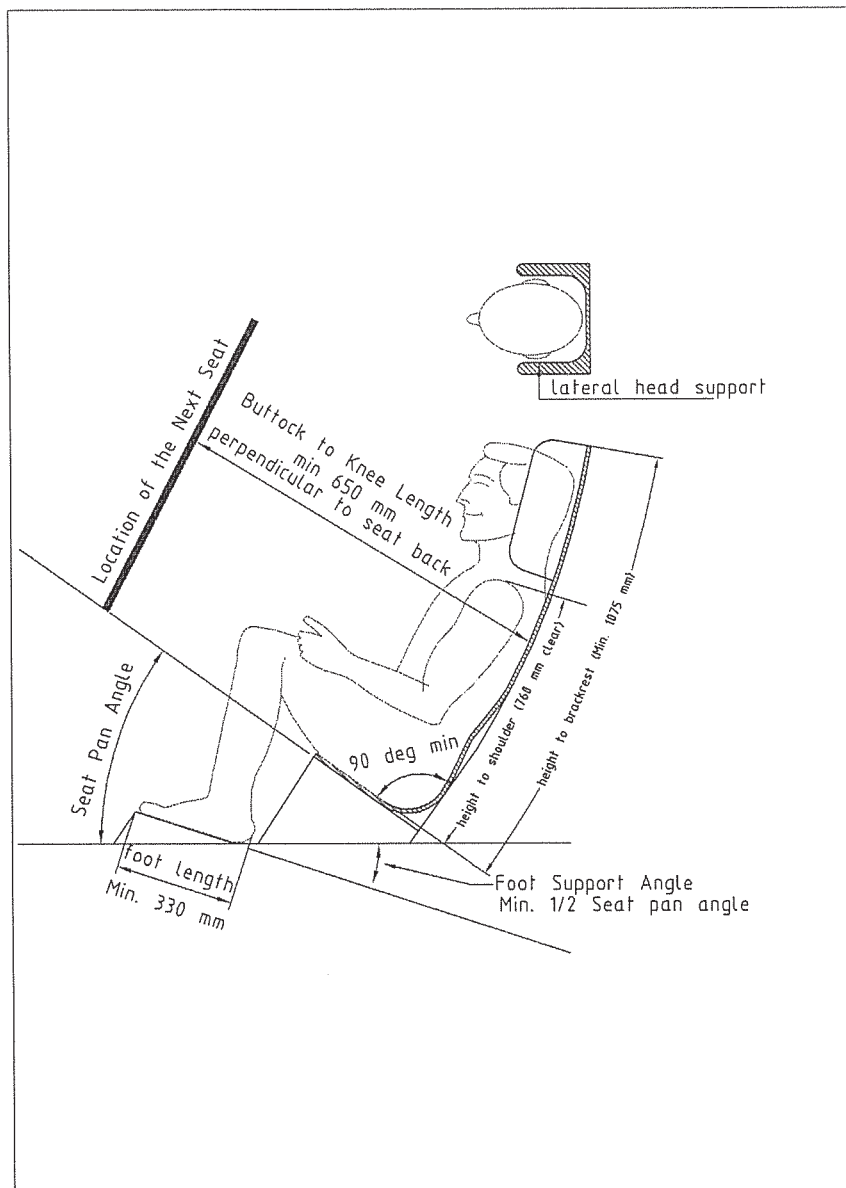 lateral head support
Location of the Next Seat
Buttock to Knee Length
min 650 mm
perpendicular to seat back
Seat Pan Angle
90 deg min
height to shoulder (760 mm clear)
height to brackrest (Min. 1075 mm)
foot length
Min. 330 mm
Foot Support Angle
Min. 1/2 Seat pan angle